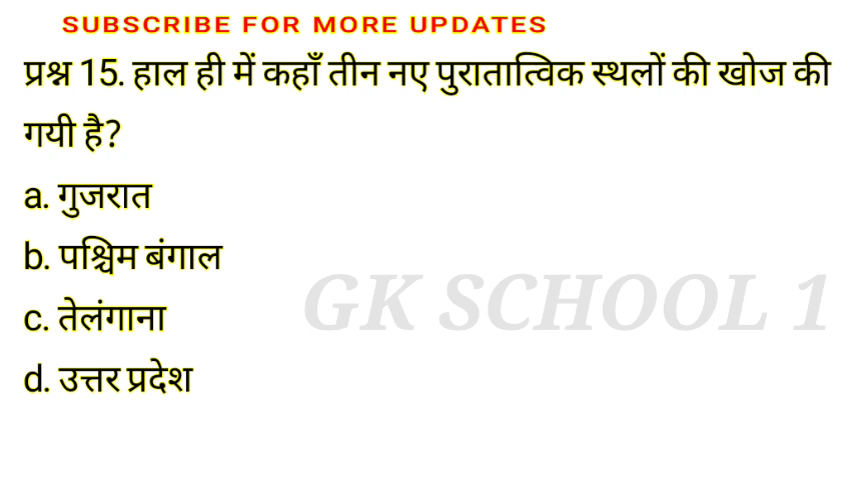 SUBSCRIBE FOR MORE UPDATES
प्रश्न 15. हाल ही में कहाँ तीन नए पुरातात्विक स्थलों की खोज की
गयी है?
a. गुजरात
b. पश्चिम बंगाल
GK SCHOOL 1
c. तेलंगाना
d. उत्तर प्रदेश